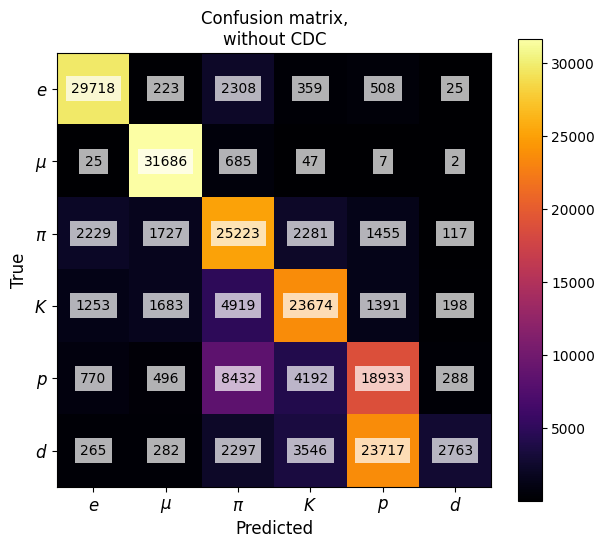 Confusion matrix,
without CDC
e 29718 223 2308 359 508 25
μ 25 31686 685 47 7 2
π 2229 1727 25223 2281 1455 117
K 1253 1683 4919 23674 1391 198
p 770 496 8432 4192 18933 288
d 265 282 2297 3546 23717 2763
e μ π K p d
Predicted
True
30000
25000
20000
15000
10000
5000